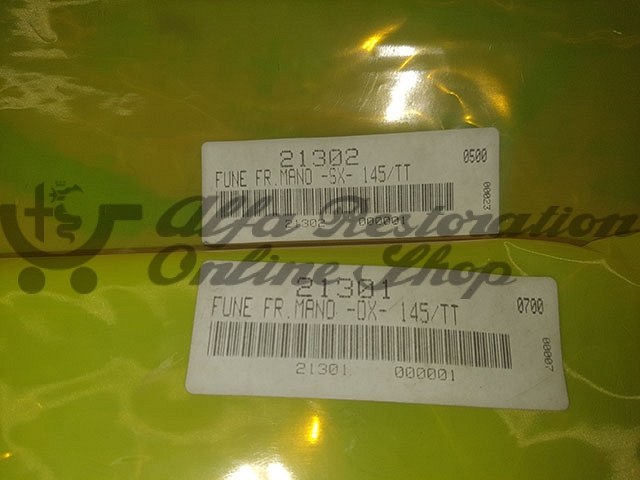 21302
0500
FUNE FR.MANO -SX- 145/TT
00023
21302 000001
Alfa Restoration
Online Shop
21301
0700
FUNE FR.MANO -DX- 145/TT
00007
21301 000001